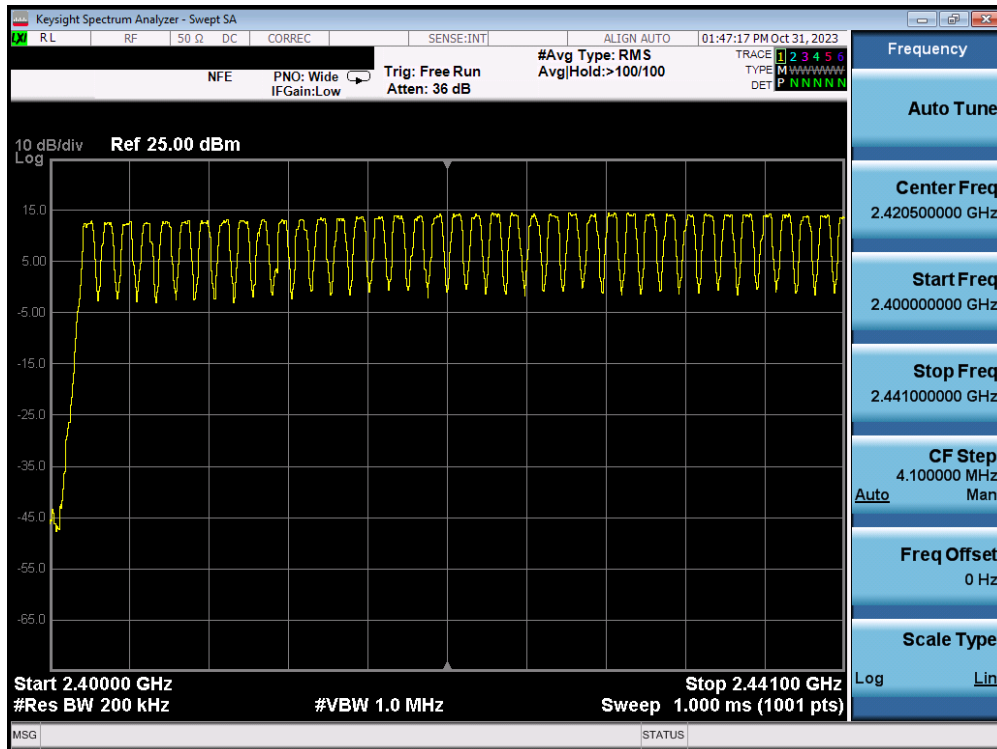 Keysight Spectrum Analyzer - Swept SA
LXI RL RF 50 Ω DC CORREC SENSE:INT ALIGN AUTO 01:47:17 PM Oct 31, 2023
NFE PNO: Wide IFGain:Low Trig: Free Run Atten: 36 dB #Avg Type: RMS Avg|Hold:>100/100
TRACE 1 2 3 4 5 6
TYPE M WWWWW
DET P N N N N N
10 dB/div Ref 25.00 dBm
Log
15.0
5.00
-5.00
-15.0
-25.0
-35.0
-45.0
-55.0
-65.0
Start 2.40000 GHz Stop 2.44100 GHz
#Res BW 200 kHz #VBW 1.0 MHz Sweep 1.000 ms (1001 pts)
MSG STATUS
Frequency
Auto Tune
Center Freq
2.420500000 GHz
Start Freq
2.400000000 GHz
Stop Freq
2.441000000 GHz
CF Step
4.100000 MHz
Auto Man
Freq Offset
0 Hz
Scale Type
Log Lin